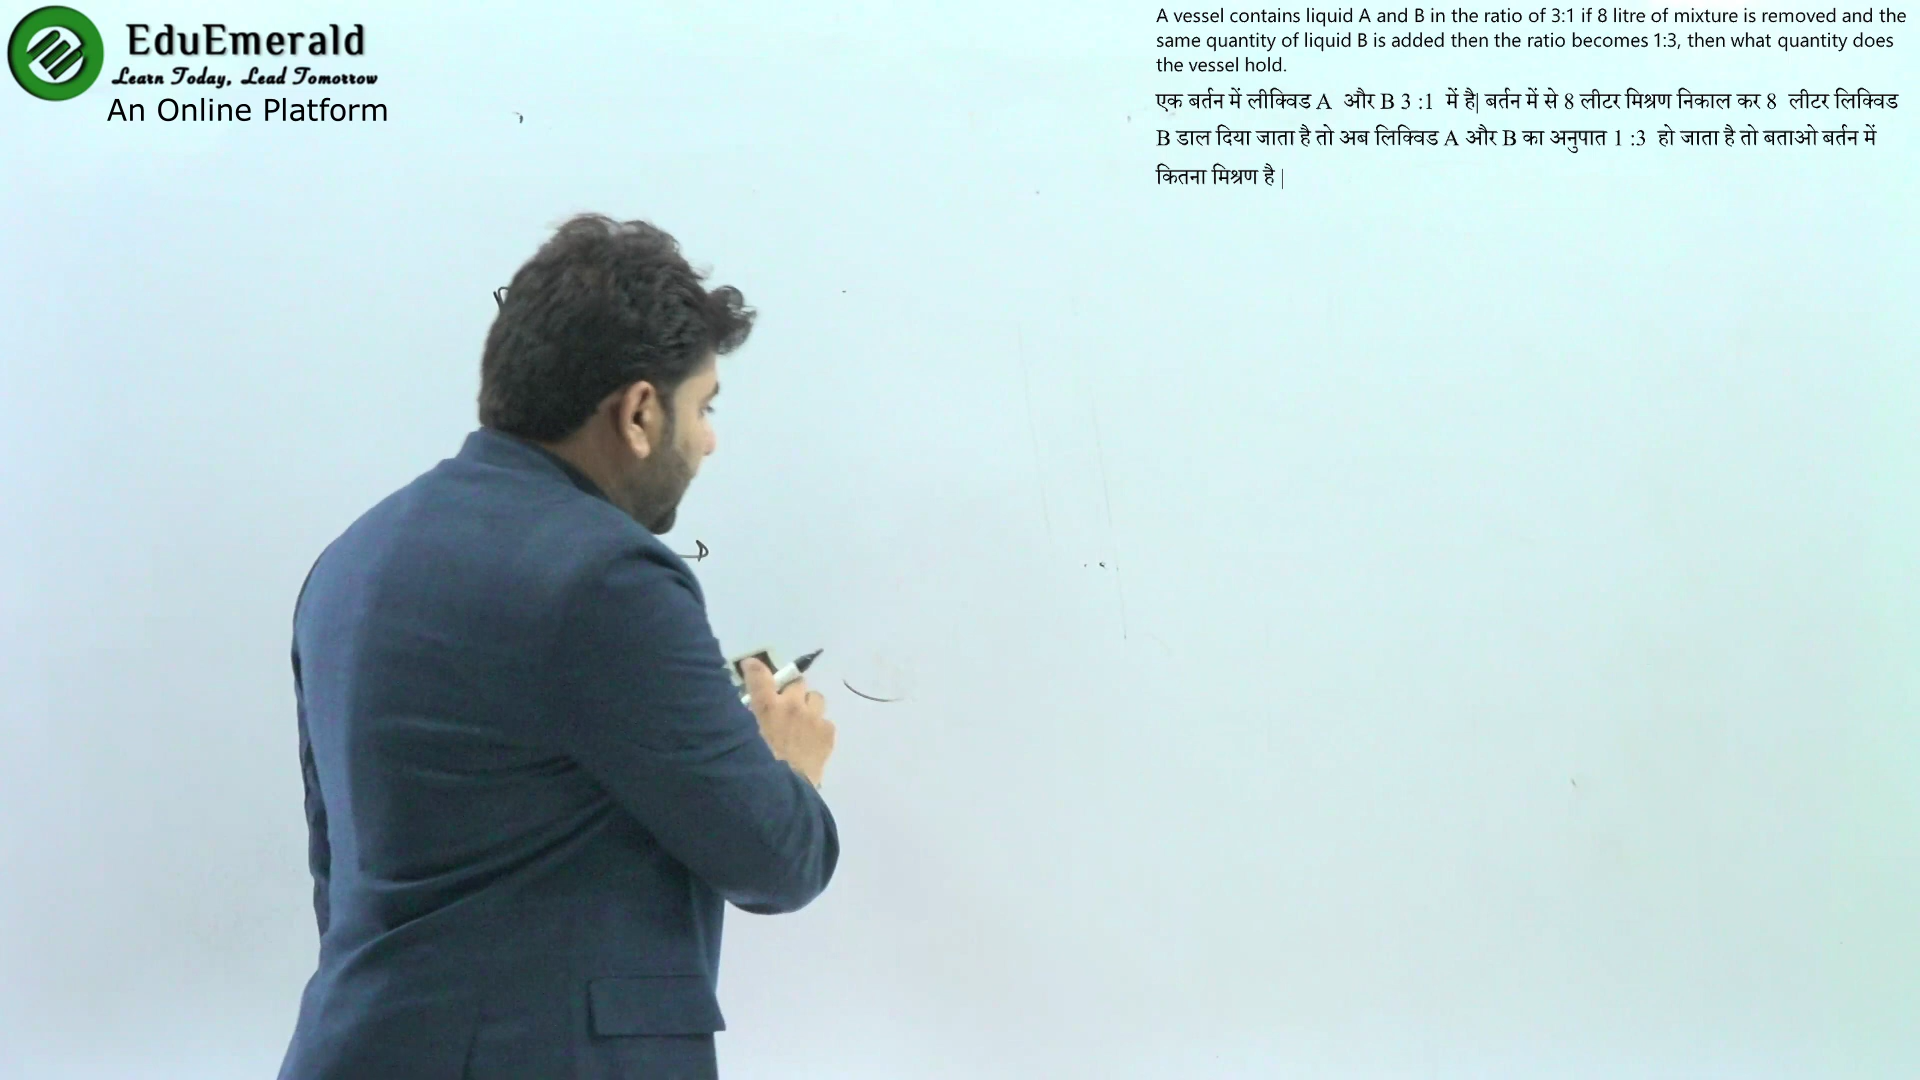 EduEmerald
Learn Today, Lead Tomorrow
An Online Platform
A vessel contains liquid A and B in the ratio of 3:1 if 8 litre of mixture is removed and the
same quantity of liquid B is added then the ratio becomes 1:3, then what quantity does
the vessel hold.
एक बर्तन में लीक्विड A और B 3 :1 में है| बर्तन में से 8 लीटर मिश्रण निकाल कर 8 लीटर लिक्विड
B डाल दिया जाता है तो अब लिक्विड A और B का अनुपात 1 :3 हो जाता है तो बताओ बर्तन में
कितना मिश्रण है |